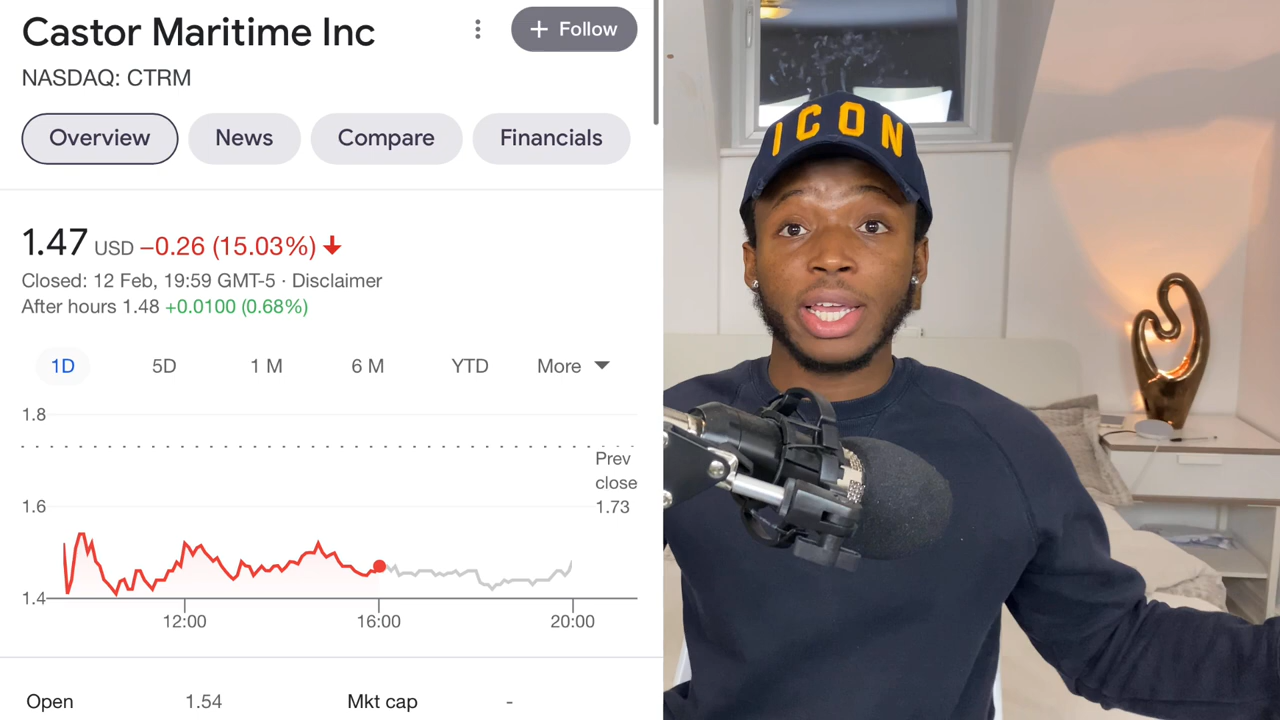 Castor Maritime Inc
+ Follow
NASDAQ: CTRM
Overview
News
Compare
Financials
1.47 USD −0.26 (15.03%)
Closed: 12 Feb, 19:59 GMT-5 · Disclaimer
After hours 1.48 +0.0100 (0.68%)
1D
5D
1 M
6 M
YTD
More
1.8
Prev
close
1.73
1.6
1.4
12:00
16:00
20:00
Open
1.54
Mkt cap
-
ICON